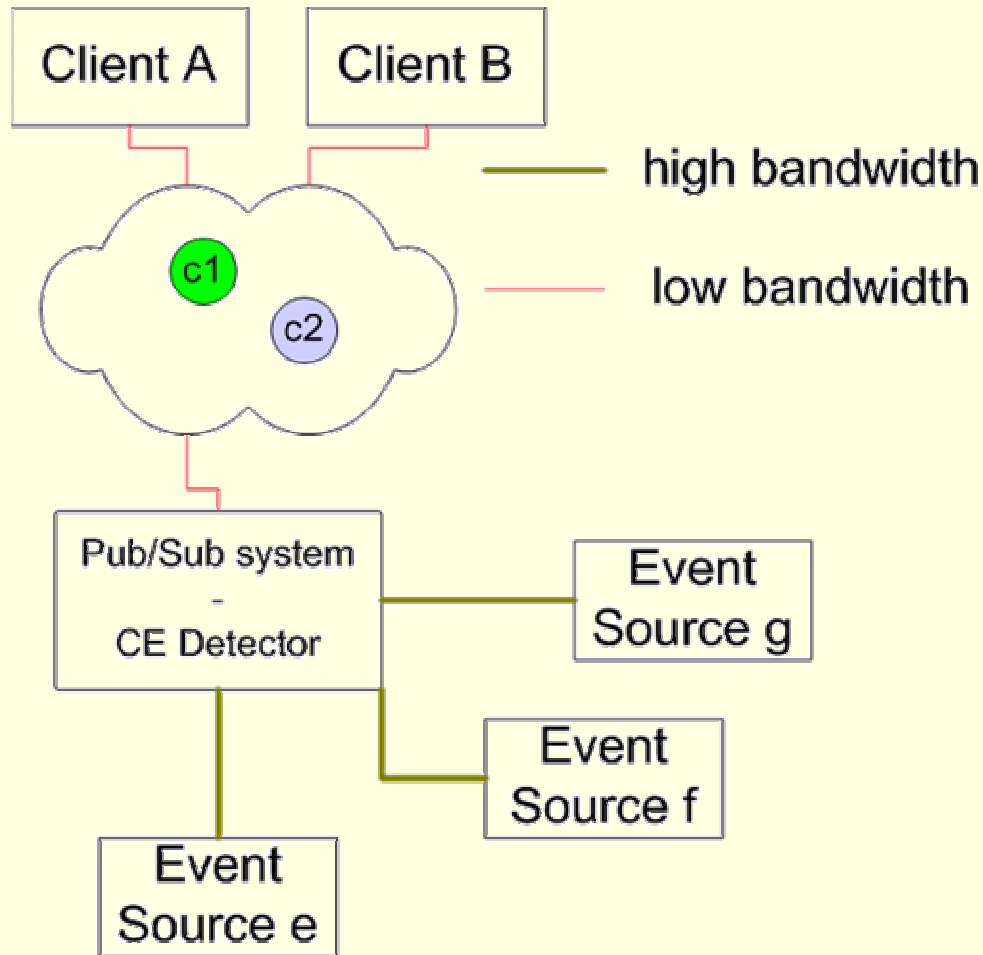 Client A
Client B
high bandwidth
c1
low bandwidth
c2
Pub/Sub system
-
CE Detector
Event
Source g
Event
Source f
Event
Source e